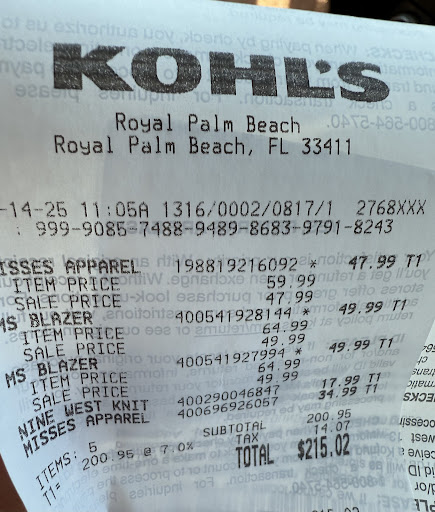 KOHL'S
Royal Palm Beach
Royal Palm Beach, FL 33411
-14-25 11:05A 1316/0002/0817/1 2768XXX
: 999-9085-7488-9489-8683-9791-8243
ISSES APPAREL 198819216092 * 47.99 T1
ITEM PRICE 59.99
SALE PRICE 47.99
MS BLAZER 400541928144 * 49.99 T1
ITEM PRICE 64.99
SALE PRICE 49.99
MS BLAZER 400541927994 * 49.99 T1
ITEM PRICE 64.99
SALE PRICE 49.99
NINE WEST KNIT 400290046847 17.99 T1
MISSES APPAREL 400696926057 34.99 T1
ITEMS: 5 SUBTOTAL 200.95
T1= 200.95 @ 7.0% TAX 14.07
TOTAL $215.02